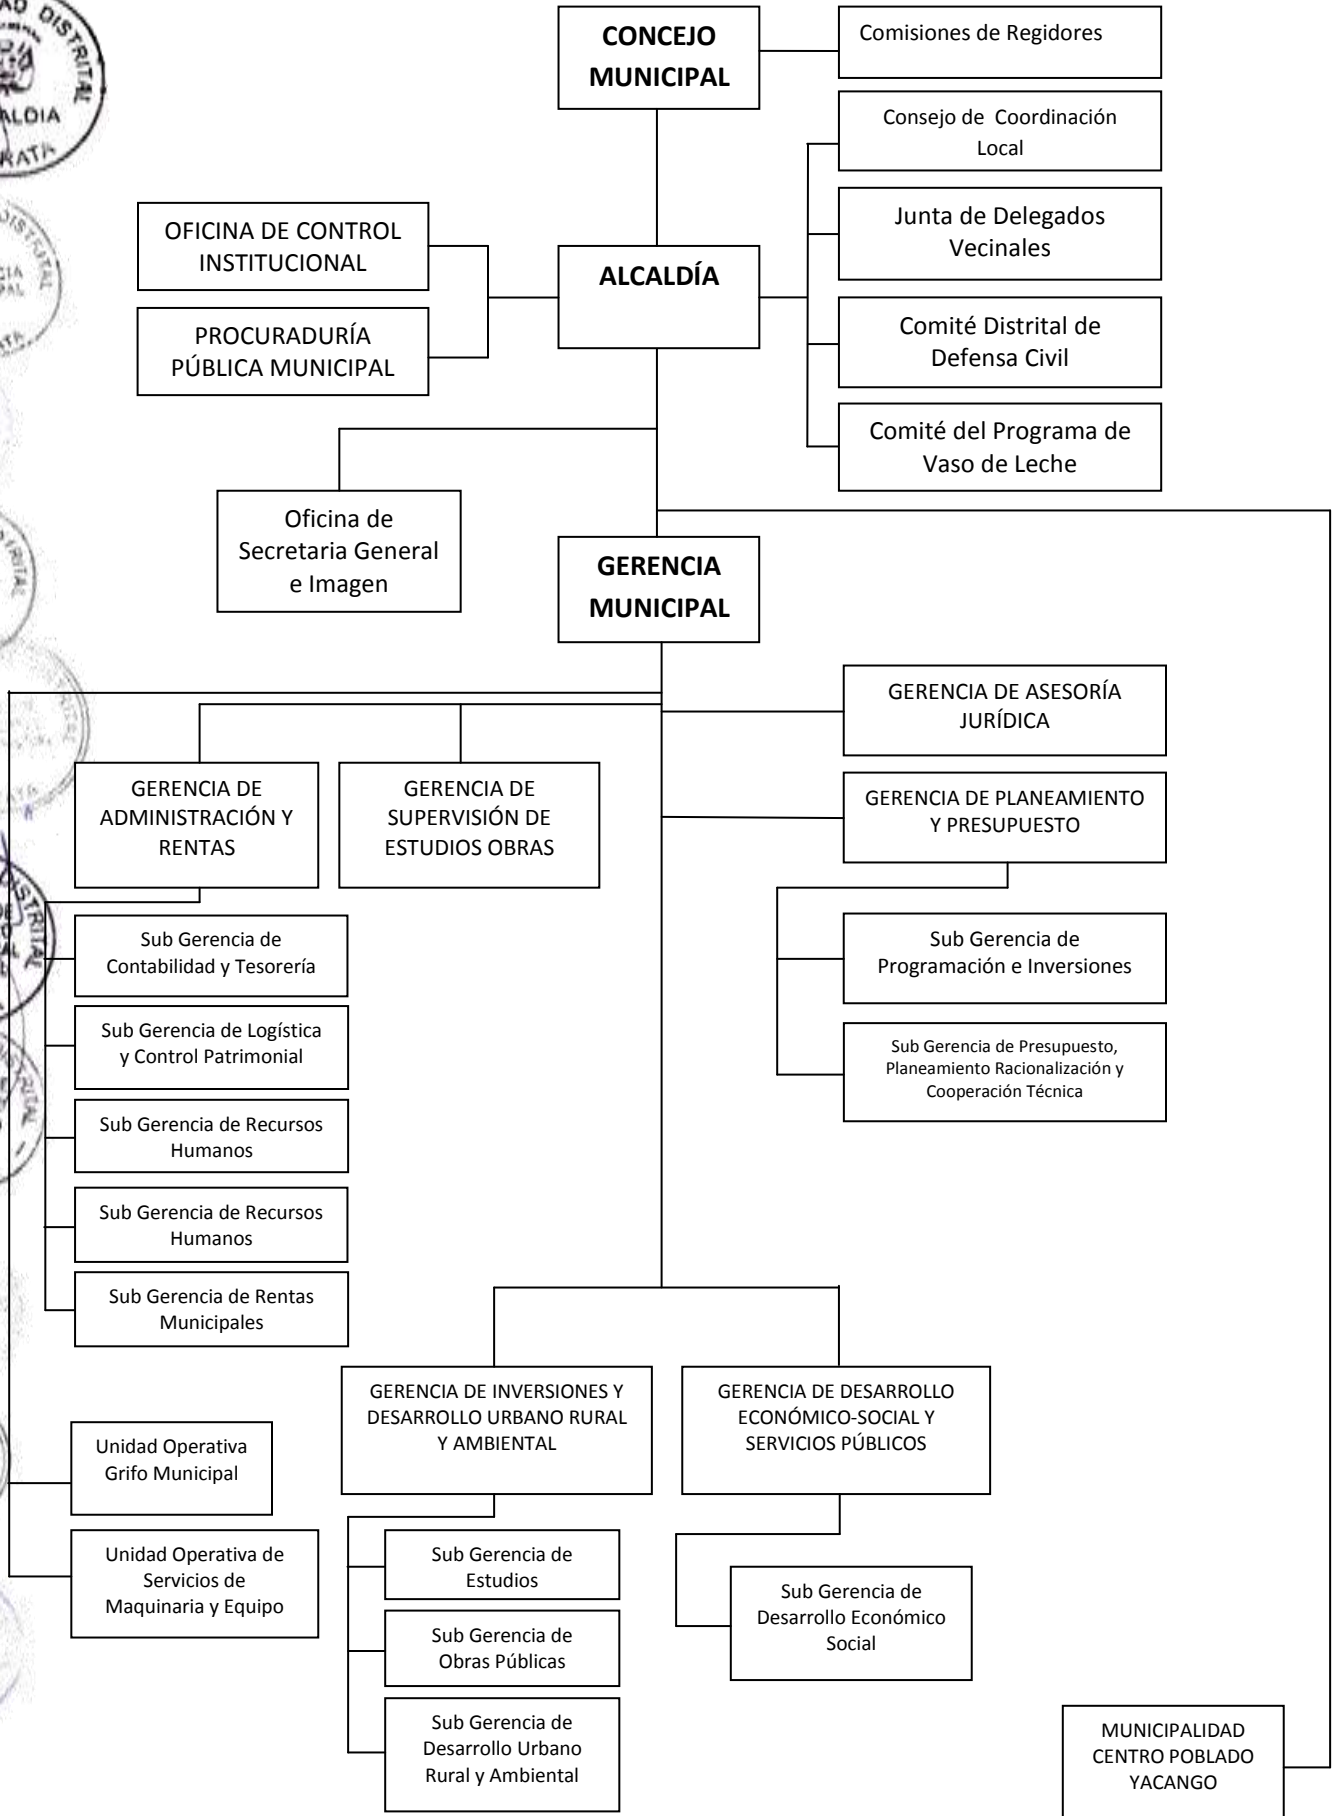 DISTRITAL
CONCEJO
MUNICIPAL
Comisiones de Regidores
Consejo de Coordinación
Local
Junta de Delegados
Vecinales
OFICINA DE CONTROL
INSTITUCIONAL
ALCALDÍA
PROCURADURÍA
PÚBLICA MUNICIPAL
Comité Distrital de
Defensa Civil
Comité del Programa de
Vaso de Leche
Oficina de
Secretaria General
e Imagen
GERENCIA
MUNICIPAL
GERENCIA DE ASESORÍA
JURÍDICA
GERENCIA DE
ADMINISTRACIÓN Y
RENTAS
GERENCIA DE
SUPERVISIÓN DE
ESTUDIOS OBRAS
GERENCIA DE PLANEAMIENTO
Y PRESUPUESTO
Sub Gerencia de
Contabilidad y Tesorería
Sub Gerencia de Logística
y Control Patrimonial
Sub Gerencia de Recursos
Humanos
Sub Gerencia de Recursos
Humanos
Sub Gerencia de Rentas
Municipales
Sub Gerencia de
Programación e Inversiones
Sub Gerencia de Presupuesto,
Planeamiento Racionalización y
Cooperación Técnica
GERENCIA DE INVERSIONES Y
DESARROLLO URBANO RURAL
Y AMBIENTAL
GERENCIA DE DESARROLLO
ECONÓMICO-SOCIAL Y
SERVICIOS PÚBLICOS
Unidad Operativa
Grifo Municipal
Unidad Operativa de
Servicios de
Maquinaria y Equipo
Sub Gerencia de
Estudios
Sub Gerencia de
Obras Públicas
Sub Gerencia de
Desarrollo Urbano
Rural y Ambiental
Sub Gerencia de
Desarrollo Económico
Social
MUNICIPALIDAD
CENTRO POBLADO
YACANGO